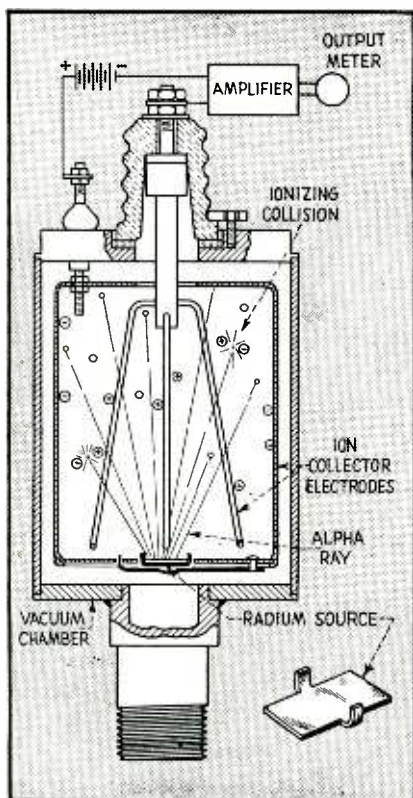 OUTPUT
METER
+
-
AMPLIFIER
IONIZING
COLLISION
ION
COLLECTOR
ELECTRODES
ALPHA
RAY
VACUUM
CHAMBER
RADIUM SOURCE